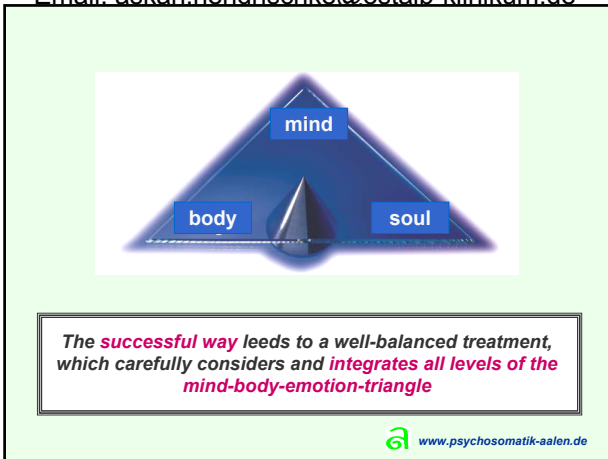 mind
body
soul
The successful way leeds to a well-balanced treatment,
which carefully considers and integrates all levels of the
mind-body-emotion-triangle
www.psychosomatik-aalen.de